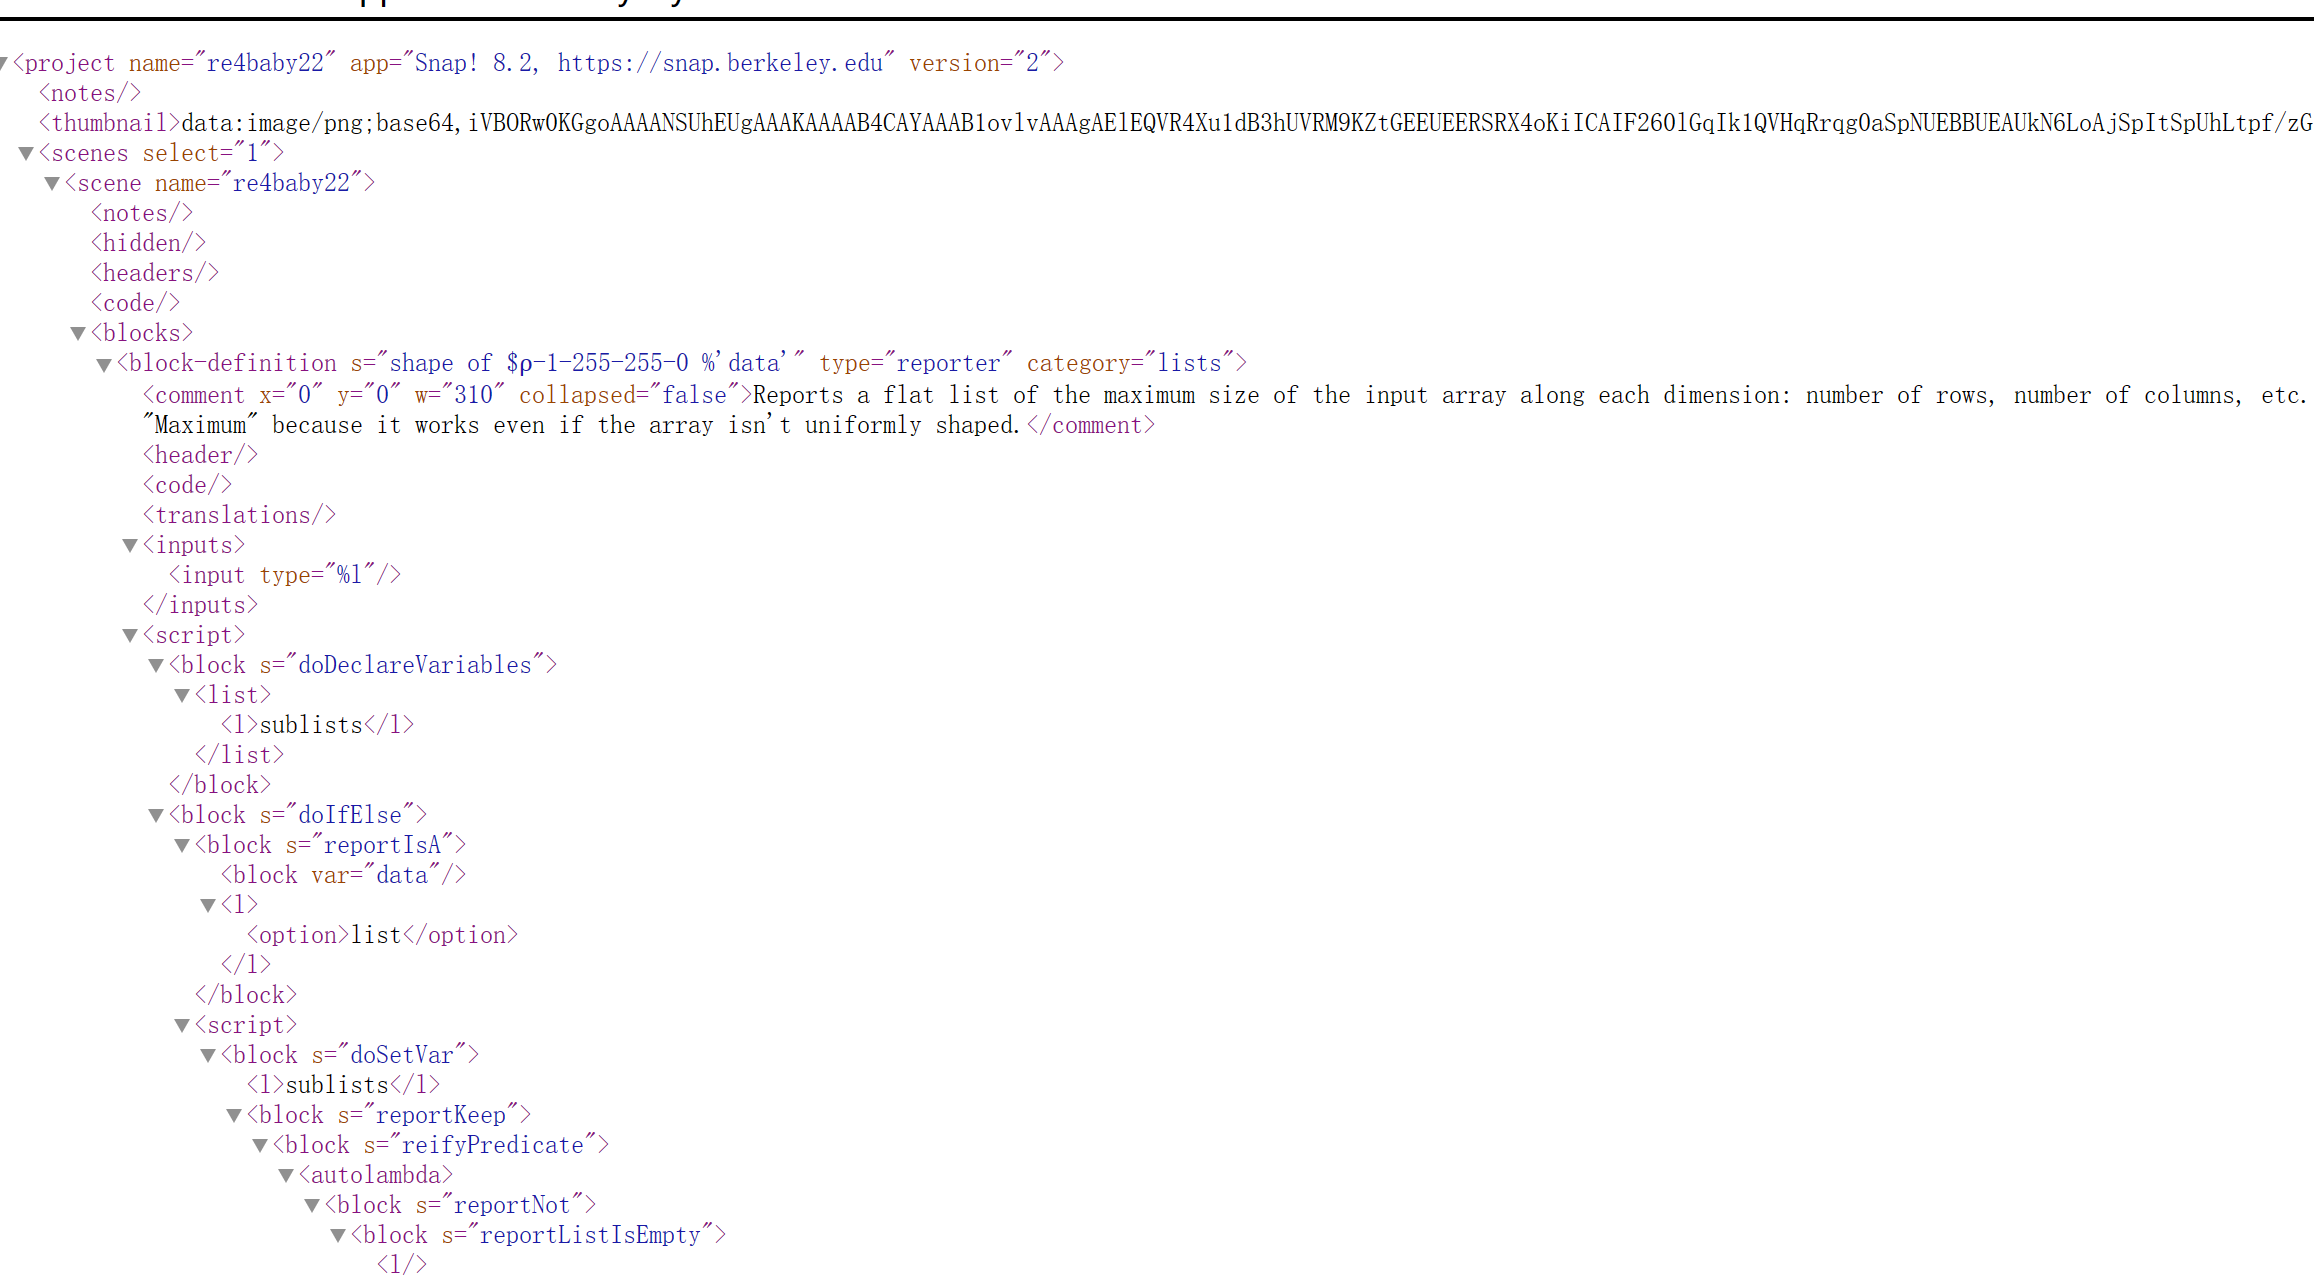 <project name="re4baby22" app="Snap! 8.2, https://snap.berkeley.edu" version="2">
<notes/>
<thumbnail>data:image/png;base64,iVBORw0KGgoAAAANSUhEUgAAAKAAAAB4CAYAAAB1ovlvAAAgAElEQVR4Xu1dB3hUVRM9KZtGEEUEERSRX4oKiICAIF260lGqIk1QQVHqRrqg0aSpNUEBBUEAUkN6LoAjSpItSpUhLtpf/zG
▼<scenes select="1">
▼<scene name="re4baby22">
<notes/>
<hidden/>
<headers/>
<code/>
▼<blocks>
▼<block-definition s="shape of $ρ-1-255-255-0 %'data'" type="reporter" category="lists">
<comment x="0" y="0" w="310" collapsed="false">Reports a flat list of the maximum size of the input array along each dimension: number of rows, number of columns, etc.
"Maximum" because it works even if the array isn't uniformly shaped.</comment>
<header/>
<code/>
<translations/>
▼<inputs>
<input type="%l"/>
</inputs>
▼<script>
▼<block s="doDeclareVariables">
▼<list>
<l>sublists</l>
</list>
</block>
▼<block s="doIfElse">
▼<block s="reportIsA">
<block var="data"/>
▼<l>
<option>list</option>
</l>
</block>
▼<script>
▼<block s="doSetVar">
<l>sublists</l>
▼<block s="reportKeep">
▼<block s="reifyPredicate">
▼<autolambda>
▼<block s="reportNot">
▼<block s="reportListIsEmpty">
<l/>